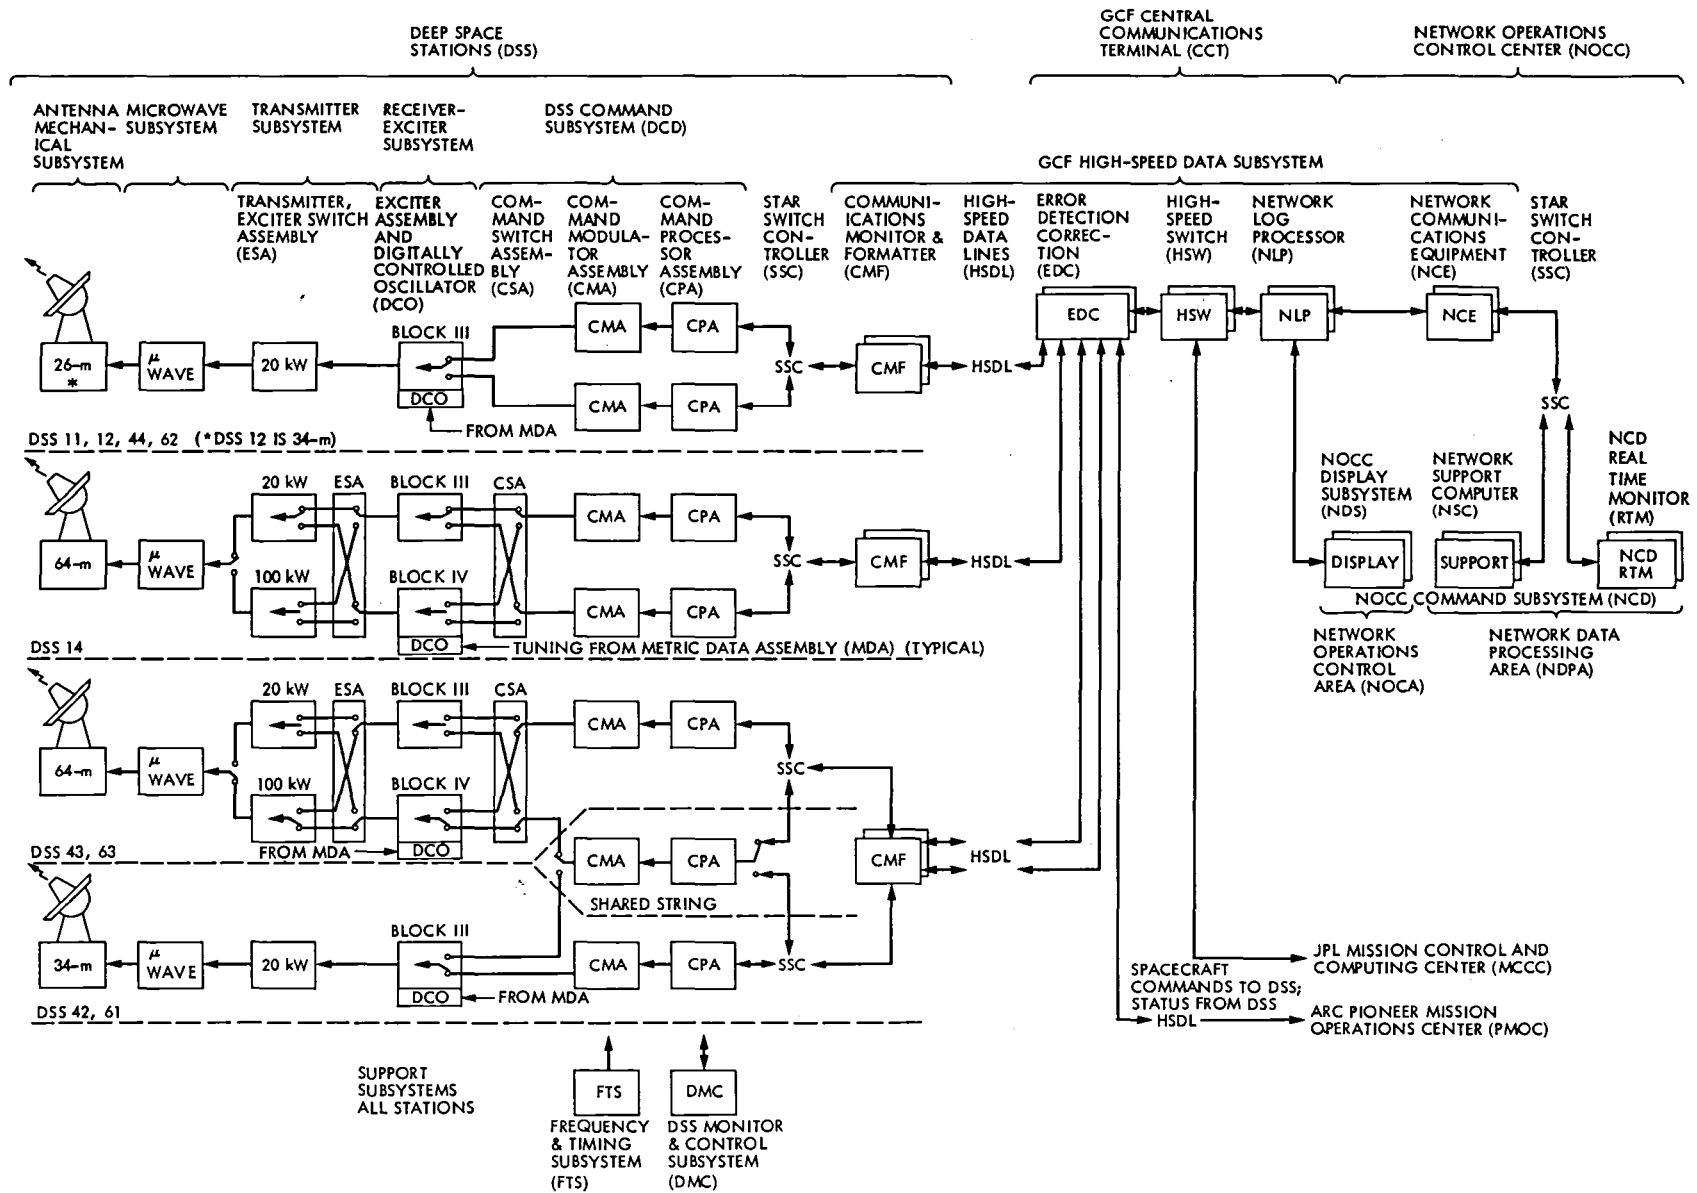 DEEP SPACE
STATIONS (DSS)
GCF CENTRAL
COMMUNICATIONS
TERMINAL (CCT)
NETWORK OPERATIONS
CONTROL CENTER (NOCC)
ANTENNA
MECHAN-
ICAL
SUBSYSTEM
MICROWAVE
SUBSYSTEM
TRANSMITTER
SUBSYSTEM
RECEIVER-
EXCITER
SUBSYSTEM
DSS COMMAND
SUBSYSTEM (DCD)
GCF HIGH-SPEED DATA SUBSYSTEM
TRANSMITTER,
EXCITER SWITCH
ASSEMBLY
(ESA)
EXCITER
ASSEMBLY
AND
DIGITALLY
CONTROLLED
OSCILLATOR
(DCO)
COM-
MAND
SWITCH
ASSEM-
BLY
(CSA)
COM-
MAND
MODULA-
TOR
ASSEMBLY
(CMA)
COM-
MAND
PROCES-
SOR
ASSEMBLY
(CPA)
STAR
SWITCH
CON-
TROLLER
(SSC)
COMMUNI-
ICATIONS
MONITOR &
FORMATTER
(CMF)
HIGH-
SPEED
DATA
LINES
(HSDL)
ERROR
DETECTION
CORREC-
TION
(EDC)
HIGH-
SPEED
SWITCH
(HSW)
NETWORK
LOG
PROCESSOR
(NLP)
NETWORK
COMMUNI-
CATIONS
EQUIPMENT
(NCE)
STAR
SWITCH
CON-
TROLLER
(SSC)
26-m
*
μ
WAVE
20 kW
BLOCK III
DCO
FROM MDA
CMA
CPA
CMA
CPA
SSC
CMF
HSDL
EDC
HSW
NLP
NCE
SSC
DSS 11, 12, 44, 62 (*DSS 12 IS 34-m)
64-m
μ
WAVE
20 kW
100 kW
ESA
BLOCK III
BLOCK IV
DCO
CSA
CMA
CPA
CMA
CPA
SSC
CMF
HSDL
TUNING FROM METRIC DATA ASSEMBLY (MDA) (TYPICAL)
DSS 14
NOCC
DISPLAY
SUBSYSTEM
(NDS)
NETWORK
SUPPORT
COMPUTER
(NSC)
NCD
REAL
TIME
MONITOR
(RTM)
DISPLAY
SUPPORT
NCD
RTM
NOCC COMMAND SUBSYSTEM (NCD)
NETWORK
OPERATIONS
CONTROL
AREA (NOCA)
NETWORK DATA
PROCESSING
AREA (NDPA)
64-m
μ
WAVE
20 kW
100 kW
ESA
BLOCK III
BLOCK IV
DCO
FROM MDA
CSA
CMA
CPA
SSC
DSS 43, 63
CMA
CPA
SHARED STRING
CMF
HSDL
34-m
μ
WAVE
20 kW
BLOCK III
DCO
FROM MDA
CMA
CPA
SSC
DSS 42, 61
JPL MISSION CONTROL AND
COMPUTING CENTER (MCCC)
SPACECRAFT
COMMANDS TO DSS;
STATUS FROM DSS
HSDL
ARC PIONEER MISSION
OPERATIONS CENTER (PMOC)
SUPPORT
SUBSYSTEMS
ALL STATIONS
FTS
FREQUENCY
& TIMING
SUBSYSTEM
(FTS)
DMC
DSS MONITOR
& CONTROL
SUBSYSTEM
(DMC)